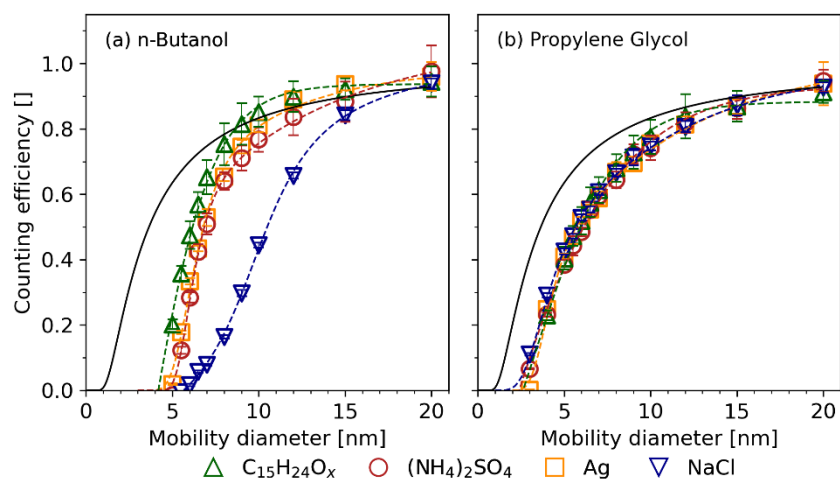 (a) n-Butanol
(b) Propylene Glycol
Counting efficiency []
1.0
0.8
0.6
0.4
0.2
0.0
0 5 10 15 20
0 5 10 15 20
Mobility diameter [nm]
Mobility diameter [nm]
C₁₅H₂₄Oₓ (NH₄)₂SO₄ Ag NaCl